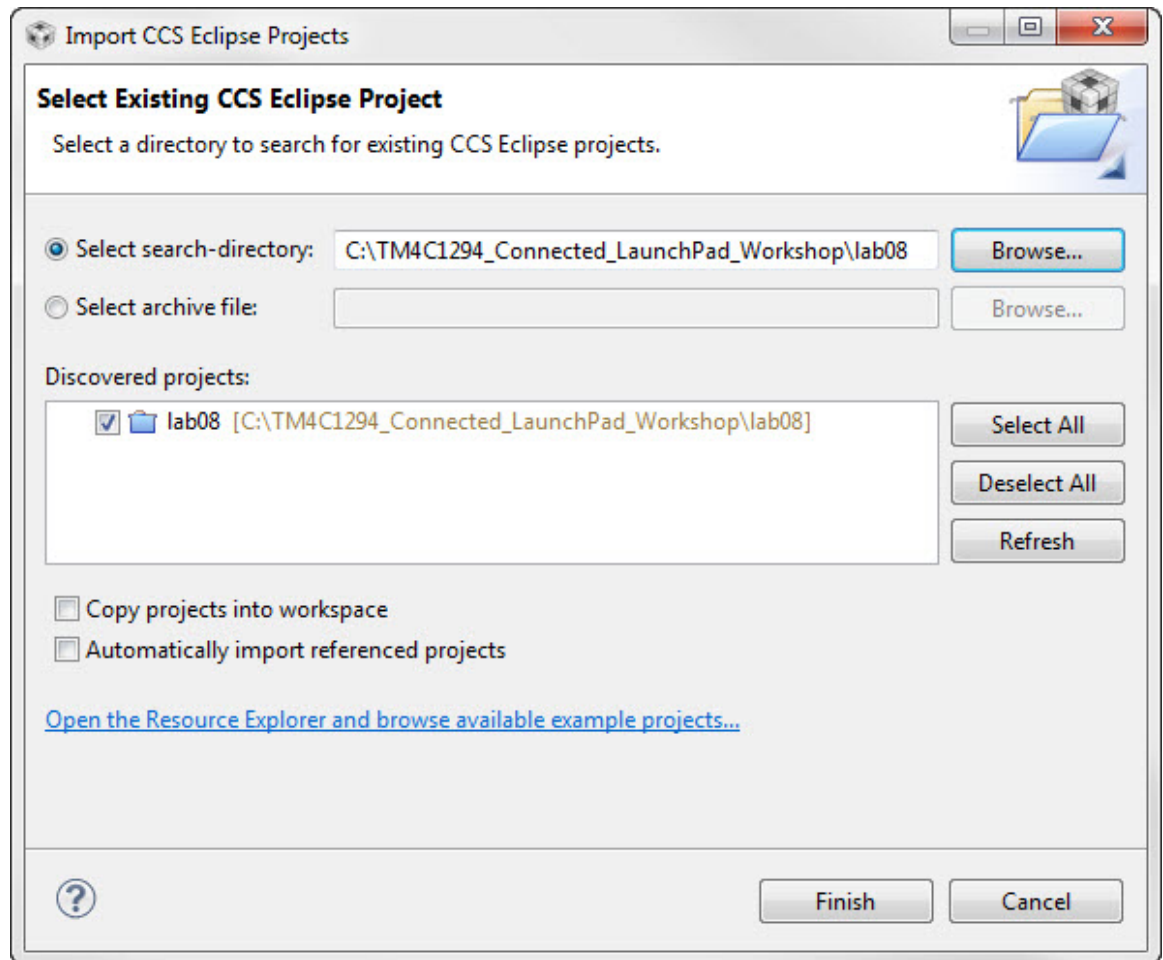 Import CCS Eclipse Projects
Select Existing CCS Eclipse Project
Select a directory to search for existing CCS Eclipse projects.
Select search-directory: C:\TM4C1294_Connected_LaunchPad_Workshop\lab08 Browse...
Select archive file: Browse...
Discovered projects:
lab08 [C:\TM4C1294_Connected_LaunchPad_Workshop\lab08]
Select All
Deselect All
Refresh
Copy projects into workspace
Automatically import referenced projects
Open the Resource Explorer and browse available example projects...
? Finish Cancel